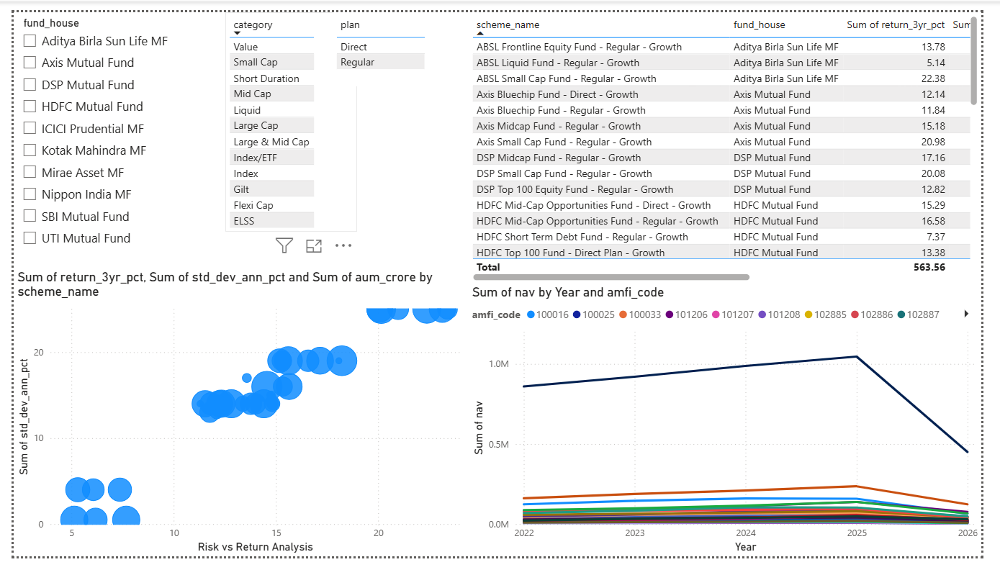 fund_house
Aditya Birla Sun Life MF
Axis Mutual Fund
DSP Mutual Fund
HDFC Mutual Fund
ICICI Prudential MF
Kotak Mahindra MF
Mirae Asset MF
Nippon India MF
SBI Mutual Fund
UTI Mutual Fund
category
Value
Small Cap
Short Duration
Mid Cap
Liquid
Large Cap
Large & Mid Cap
Index/ETF
Index
Gilt
Flexi Cap
ELSS
plan
Direct
Regular
scheme_name fund_house Sum of return_3yr_pct Sum
ABSL Frontline Equity Fund - Regular - Growth Aditya Birla Sun Life MF 13.78
ABSL Liquid Fund - Regular - Growth Aditya Birla Sun Life MF 5.14
ABSL Small Cap Fund - Regular - Growth Aditya Birla Sun Life MF 22.38
Axis Bluechip Fund - Direct - Growth Axis Mutual Fund 12.14
Axis Bluechip Fund - Regular - Growth Axis Mutual Fund 11.84
Axis Midcap Fund - Regular - Growth Axis Mutual Fund 15.18
Axis Small Cap Fund - Regular - Growth Axis Mutual Fund 20.98
DSP Midcap Fund - Regular - Growth DSP Mutual Fund 17.16
DSP Small Cap Fund - Regular - Growth DSP Mutual Fund 20.08
DSP Top 100 Equity Fund - Regular - Growth DSP Mutual Fund 12.82
HDFC Mid-Cap Opportunities Fund - Direct - Growth HDFC Mutual Fund 15.29
HDFC Mid-Cap Opportunities Fund - Regular - Growth HDFC Mutual Fund 16.58
HDFC Short Term Debt Fund - Regular - Growth HDFC Mutual Fund 7.37
HDFC Top 100 Fund - Direct Plan - Growth HDFC Mutual Fund 13.38
Total 563.56
Sum of return_3yr_pct, Sum of std_dev_ann_pct and Sum of aum_crore by
scheme_name
Sum of std_dev_ann_pct
20
10
0
5 10 15 20
Risk vs Return Analysis
Sum of nav by Year and amfi_code
amfi_code 100016 100025 100033 101206 101207 101208 102885 102886 102887
Sum of nav
1.0M
0.5M
0.0M
2022 2023 2024 2025 2026
Year